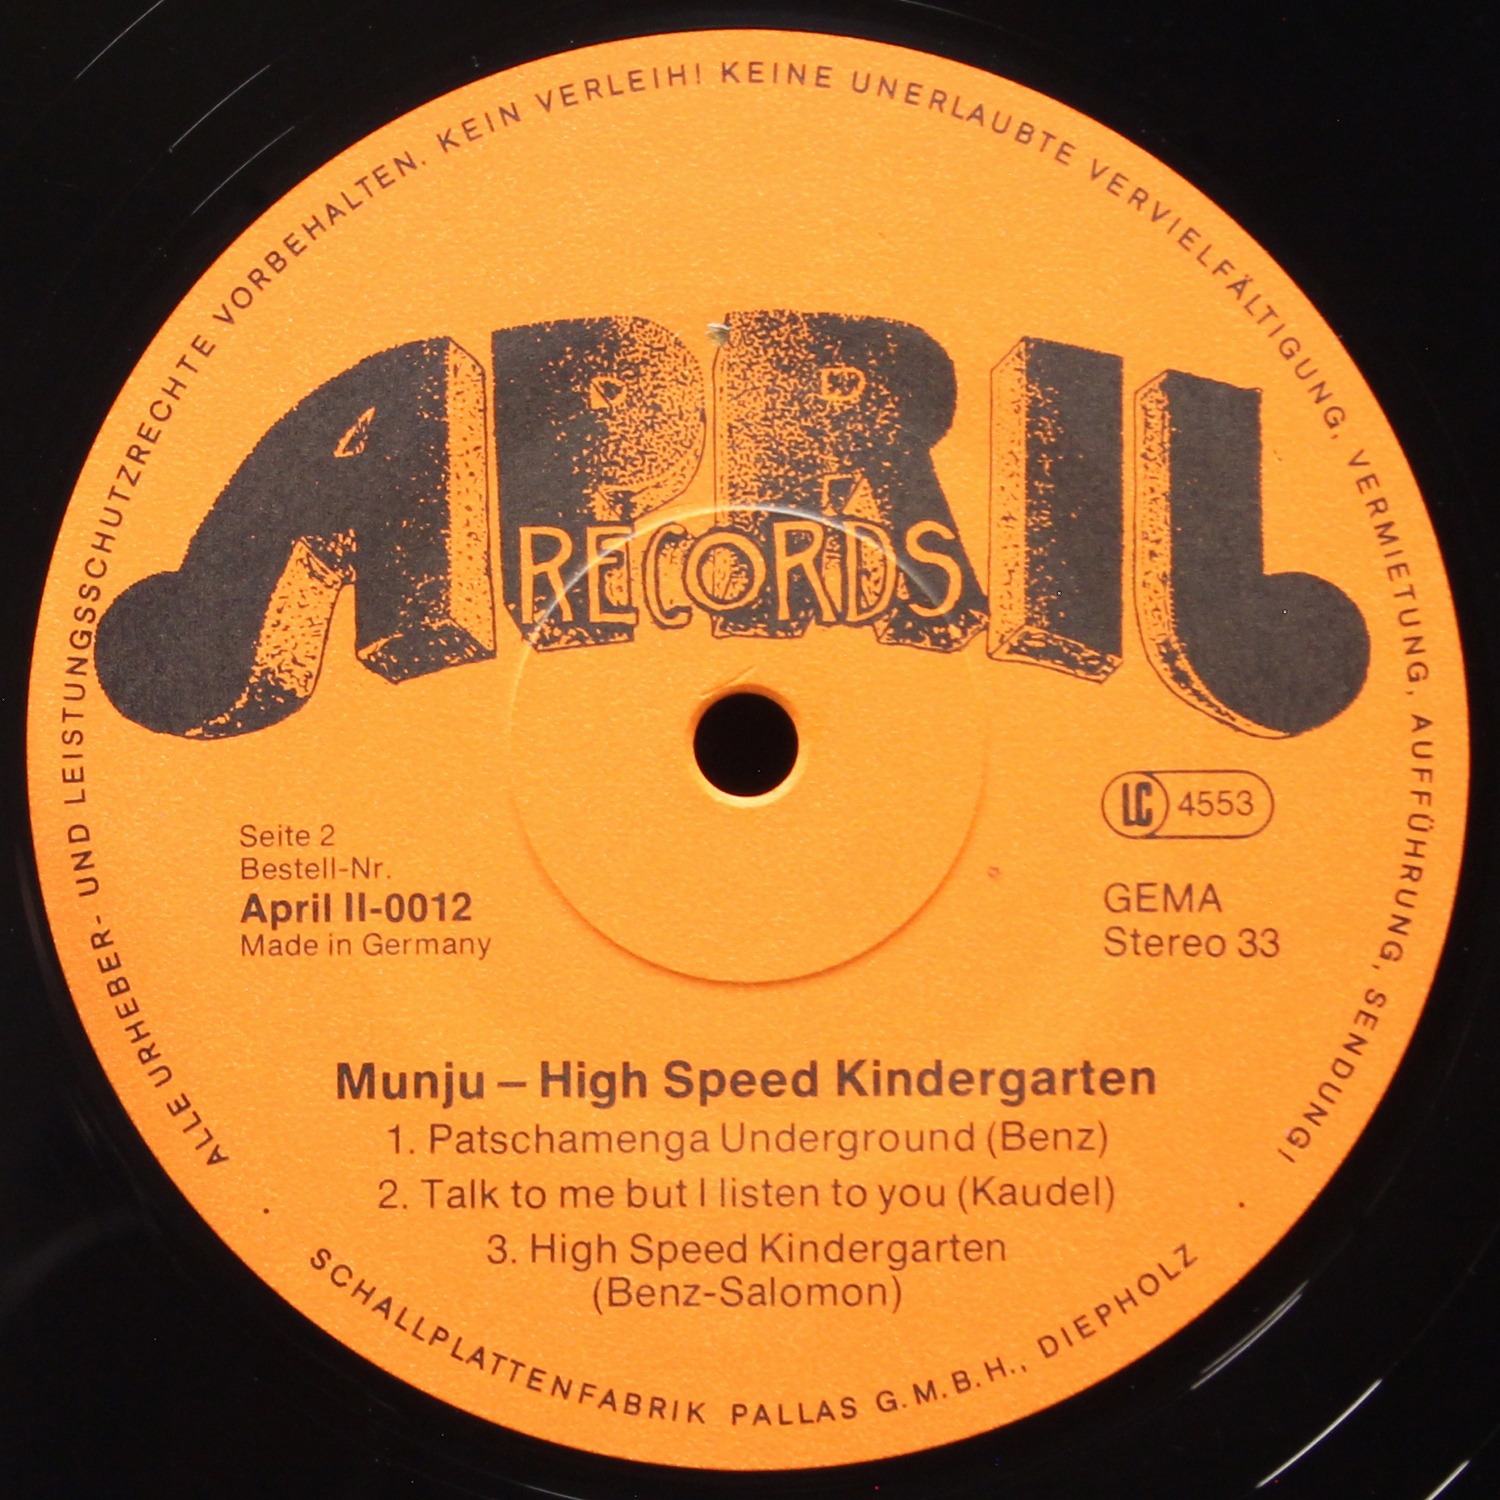 ALLE URHEBER- UND LEISTUNGSSCHUTZRECHTE VORBEHALTEN. KEIN VERLEIH! KEINE UNERLAUBTE VERVIELFÄLTIGUNG, VERMIETUNG, AUFFÜHRUNG, SENDUNG!
APRIL
RECORDS
LC 4553
Seite 2
Bestell-Nr.
April II-0012
Made in Germany
GEMA
Stereo 33
Munju – High Speed Kindergarten
1. Patschamenga Underground (Benz)
2. Talk to me but I listen to you (Kaudel)
3. High Speed Kindergarten
(Benz-Salomon)
SCHALLPLATTENFABRIK PALLAS G.M.B.H., DIEPHOLZ